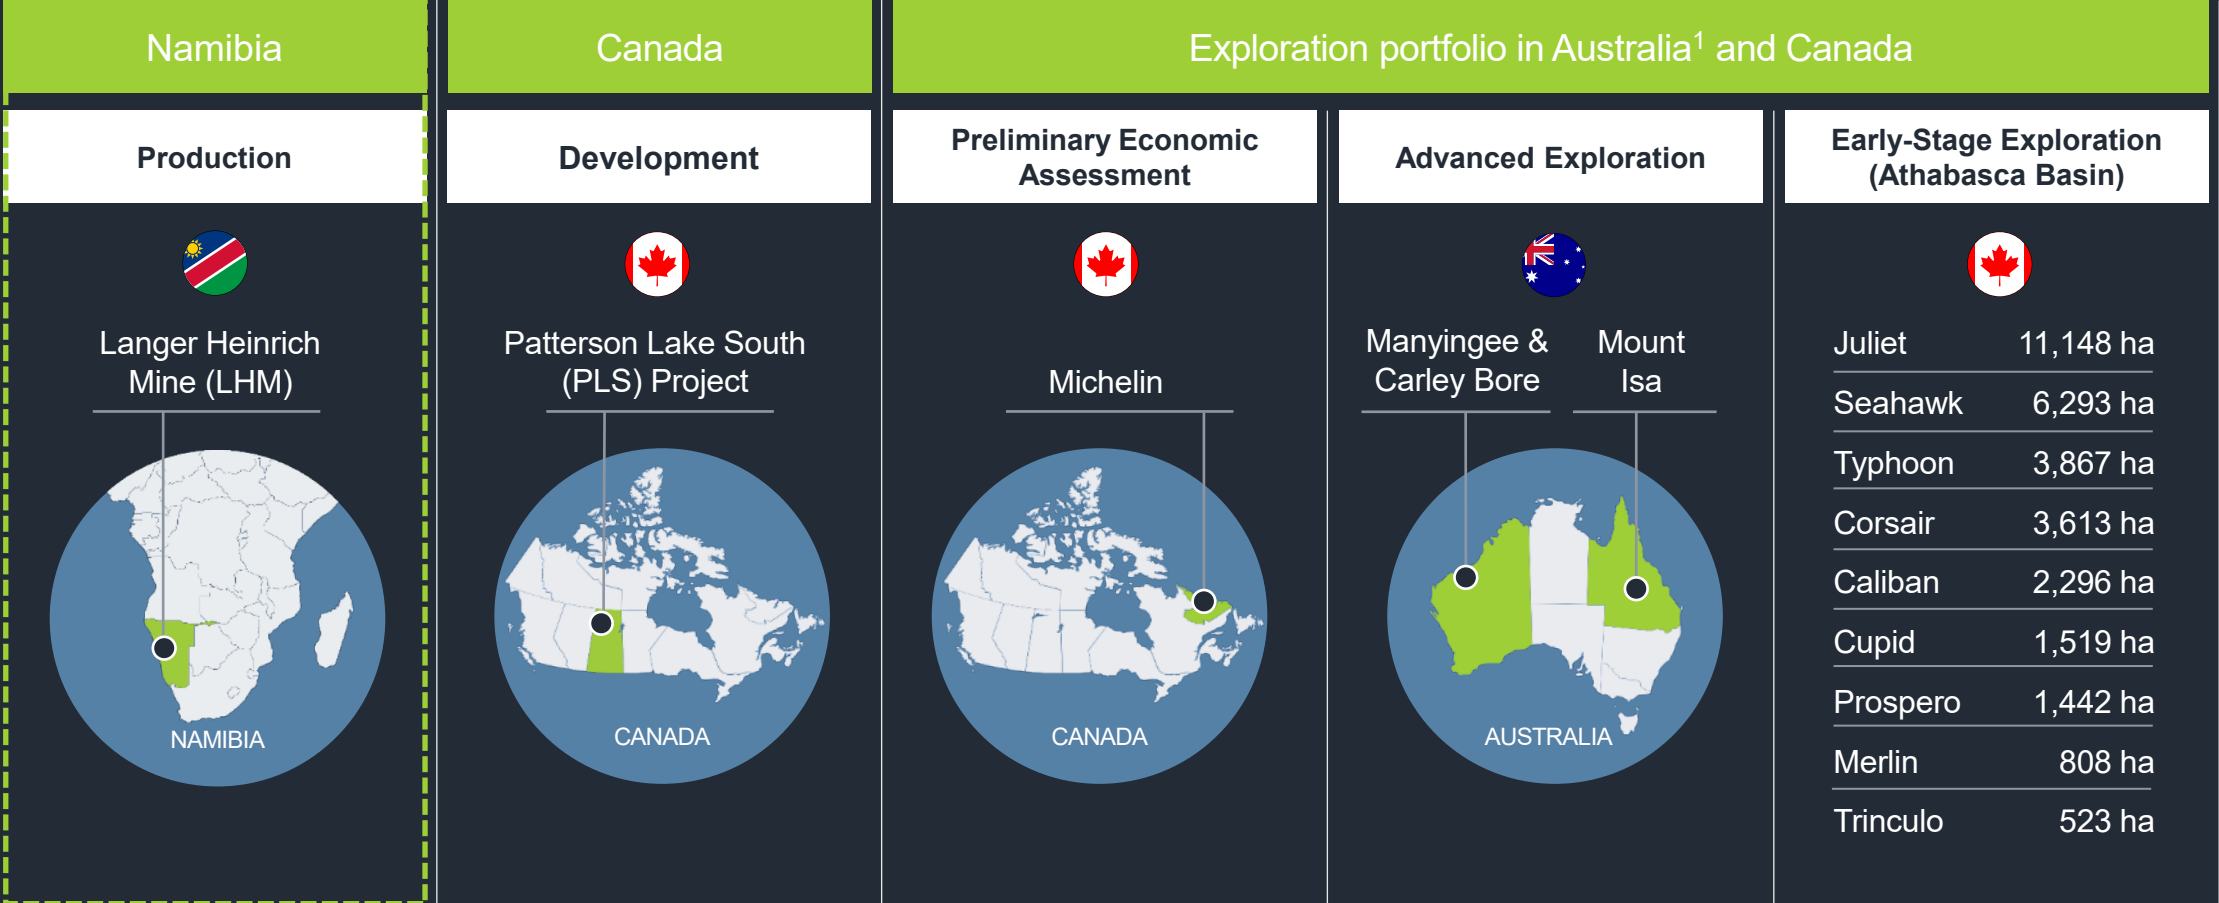 Namibia
Canada
Exploration portfolio in Australia¹ and Canada
Production
Development
Preliminary Economic
Assessment
Advanced Exploration
Early-Stage Exploration
(Athabasca Basin)
Langer Heinrich
Mine (LHM)
NAMIBIA
Patterson Lake South
(PLS) Project
CANADA
Michelin
CANADA
Manyingee &
Carley Bore
Mount
Isa
AUSTRALIA
Juliet 11,148 ha
Seahawk 6,293 ha
Typhoon 3,867 ha
Corsair 3,613 ha
Caliban 2,296 ha
Cupid 1,519 ha
Prospero 1,442 ha
Merlin 808 ha
Trinculo 523 ha